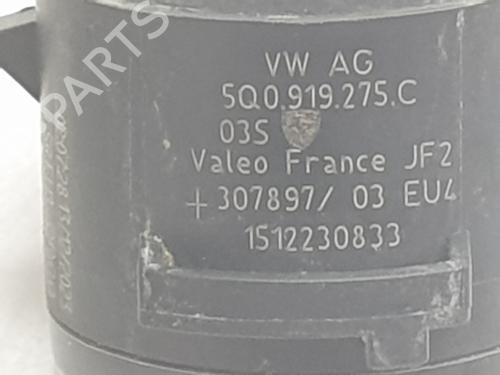 VW AG
5Q0.919.275.C
03S
Valeo France JF2
+307897/ 03 EU4
1512230833
PARTS